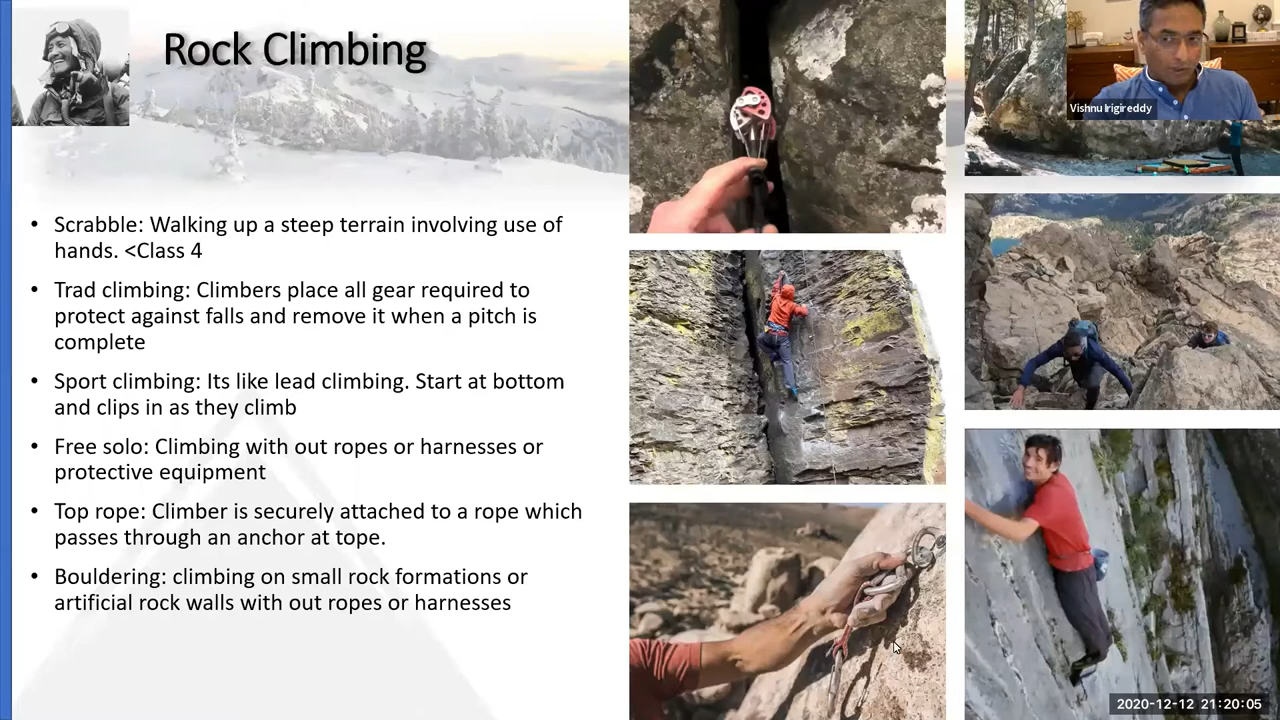 Rock Climbing
Vishnu Irigireddy
• Scrabble: Walking up a steep terrain involving use of
hands. <Class 4
• Trad climbing: Climbers place all gear required to
protect against falls and remove it when a pitch is
complete
• Sport climbing: Its like lead climbing. Start at bottom
and clips in as they climb
• Free solo: Climbing with out ropes or harnesses or
protective equipment
• Top rope: Climber is securely attached to a rope which
passes through an anchor at tope.
• Bouldering: climbing on small rock formations or
artificial rock walls with out ropes or harnesses
2020-12-12 21:20:05